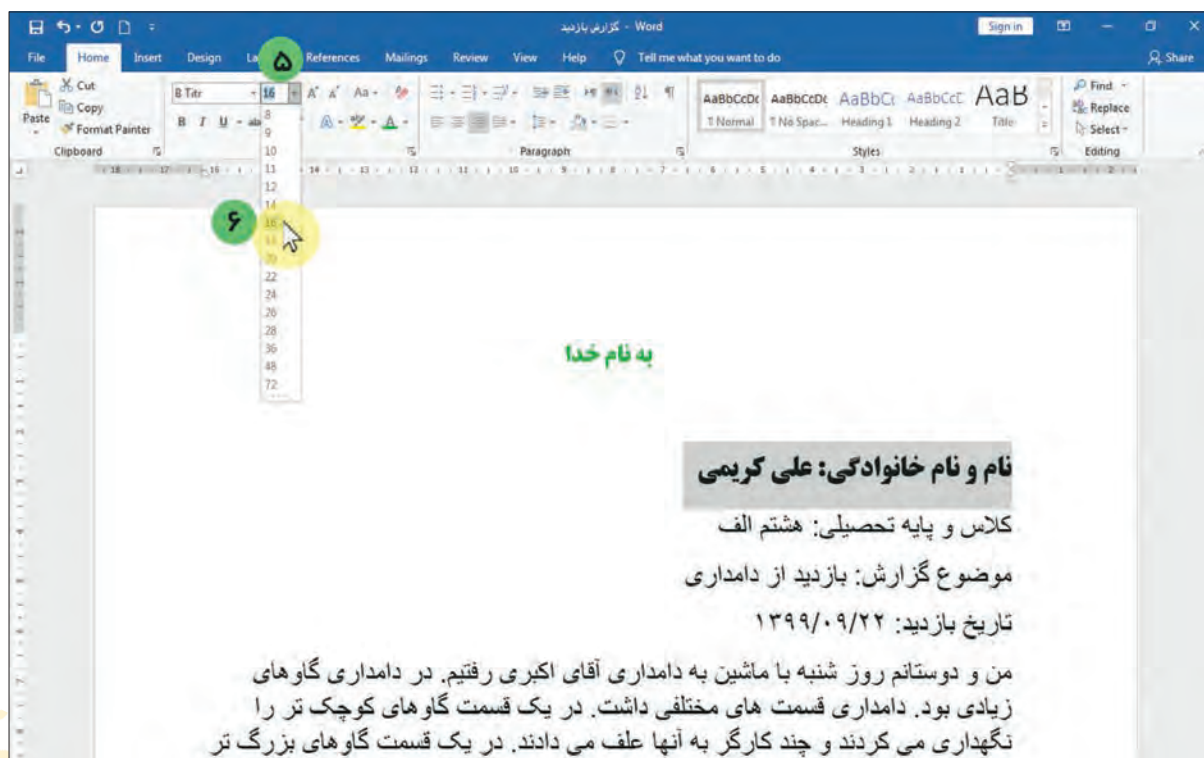 گزارش بازدید - Word
Sign in
File Home Insert Design References Mailings Review View Help Tell me what you want to do
Share
۵
Cut
Copy
Paste
Format Painter
Clipboard
B Titr 16
B I U
Aa
Paragraph
AaBbCcDc AaBbCcDc AaBbCc AaBbCcC AaB
¶ Normal ¶ No Spac... Heading 1 Heading 2 Title
Styles
Find
Replace
Select
Editing
8
9
10
11
12
14
۶
16
18
20
22
24
26
28
36
48
72
به نام خدا
نام و نام خانوادگی: علی کریمی
کلاس و پایه تحصیلی: هشتم الف
موضوع گزارش: بازدید از دامداری
تاریخ بازدید: ۱۳۹۹/۰۹/۲۲
من و دوستانم روز شنبه با ماشین به دامداری آقای اکبری رفتیم. در دامداری گاوهای
زیادی بود. دامداری قسمت های مختلفی داشت. در یک قسمت گاوهای کوچک تر را
نگهداری می کردند و چند کارگر به آنها علف می دادند. در یک قسمت گاوهای بزرگ تر